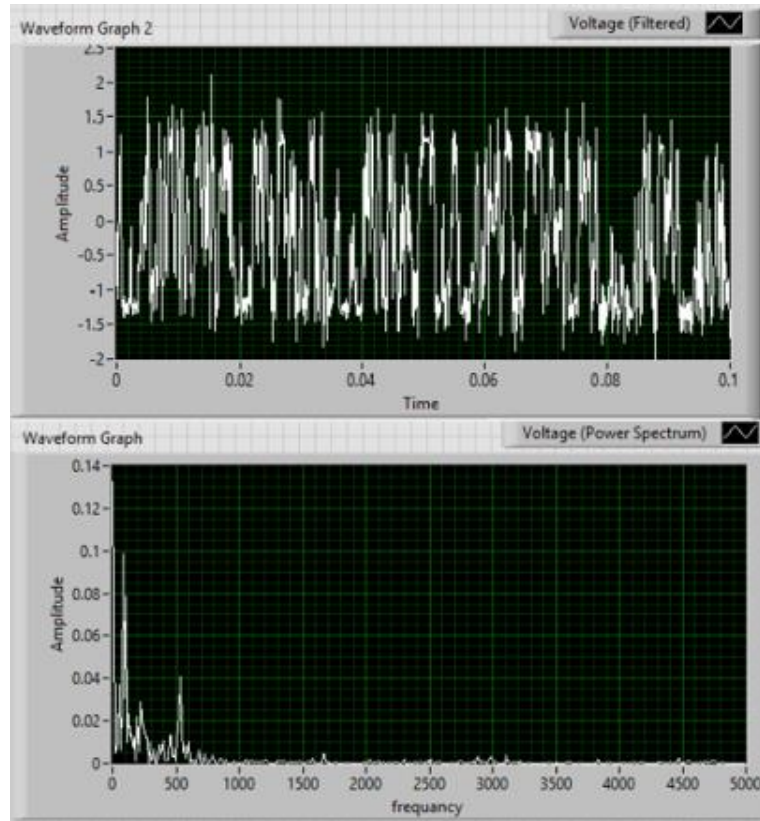 Waveform Graph 2
Voltage (Filtered)
2.5
2
1.5
1
0.5
0
-0.5
-1
-1.5
-2
Amplitude
0 0.02 0.04 0.06 0.08 0.1
Time
Waveform Graph
Voltage (Power Spectrum)
0.14
0.12
0.1
0.08
0.06
0.04
0.02
0
Amplitude
0 500 1000 1500 2000 2500 3000 3500 4000 4500 5000
frequancy